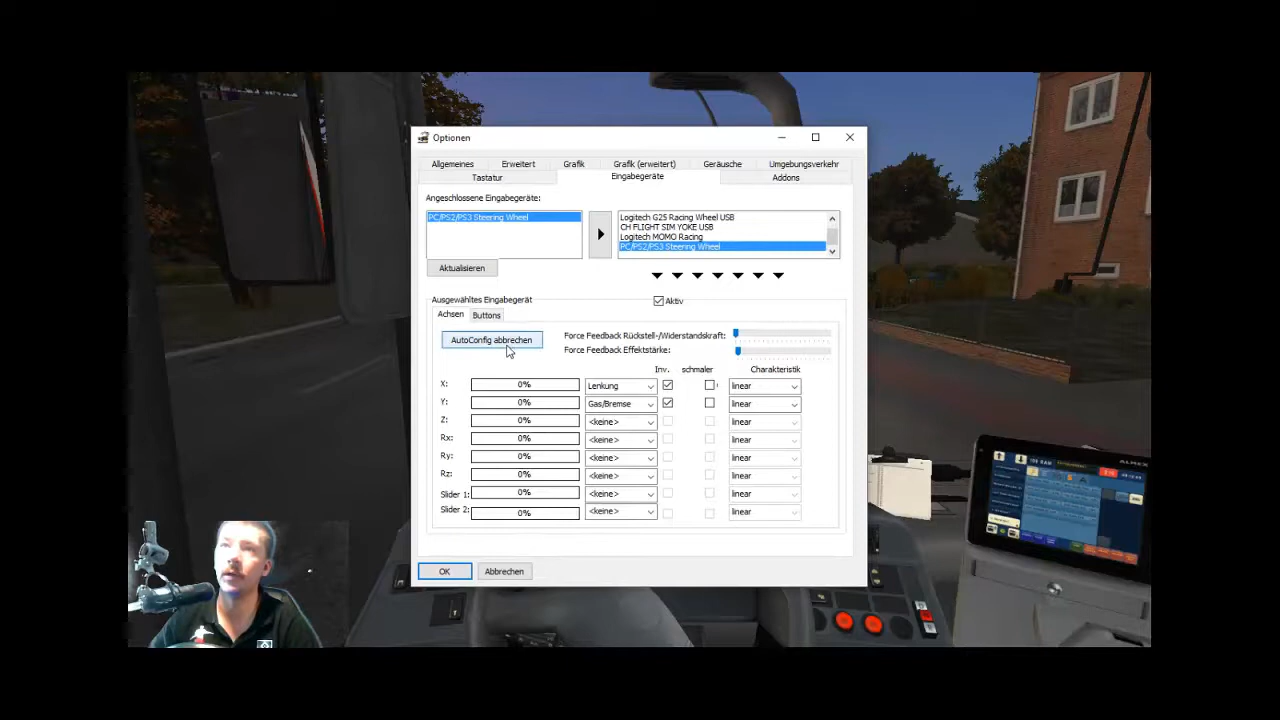 Optionen
Allgemeines Erweitert Grafik Grafik (erweitert) Geräusche Umgebungsverkehr
Tastatur Eingabegeräte Addons
Angeschlossene Eingabegeräte:
PC/PS2/PS3 Steering Wheel
Logitech G25 Racing Wheel USB
CH FLIGHT SIM YOKE USB
Logitech MOMO Racing
PC/PS2/PS3 Steering Wheel
Aktualisieren
Ausgewähltes Eingabegerät Aktiv
Achsen Buttons
AutoConfig abbrechen
Force Feedback Rückstell-/Widerstandskraft:
Force Feedback Effektstärke:
Inv. schmaler Charakteristik
X: 0% Lenkung linear
Y: 0% Gas/Bremse linear
Z: 0% <keine> linear
Rx: 0% <keine> linear
Ry: 0% <keine> linear
Rz: 0% <keine> linear
Slider 1: 0% <keine> linear
Slider 2: 0% <keine> linear
OK Abbrechen
ALMEX